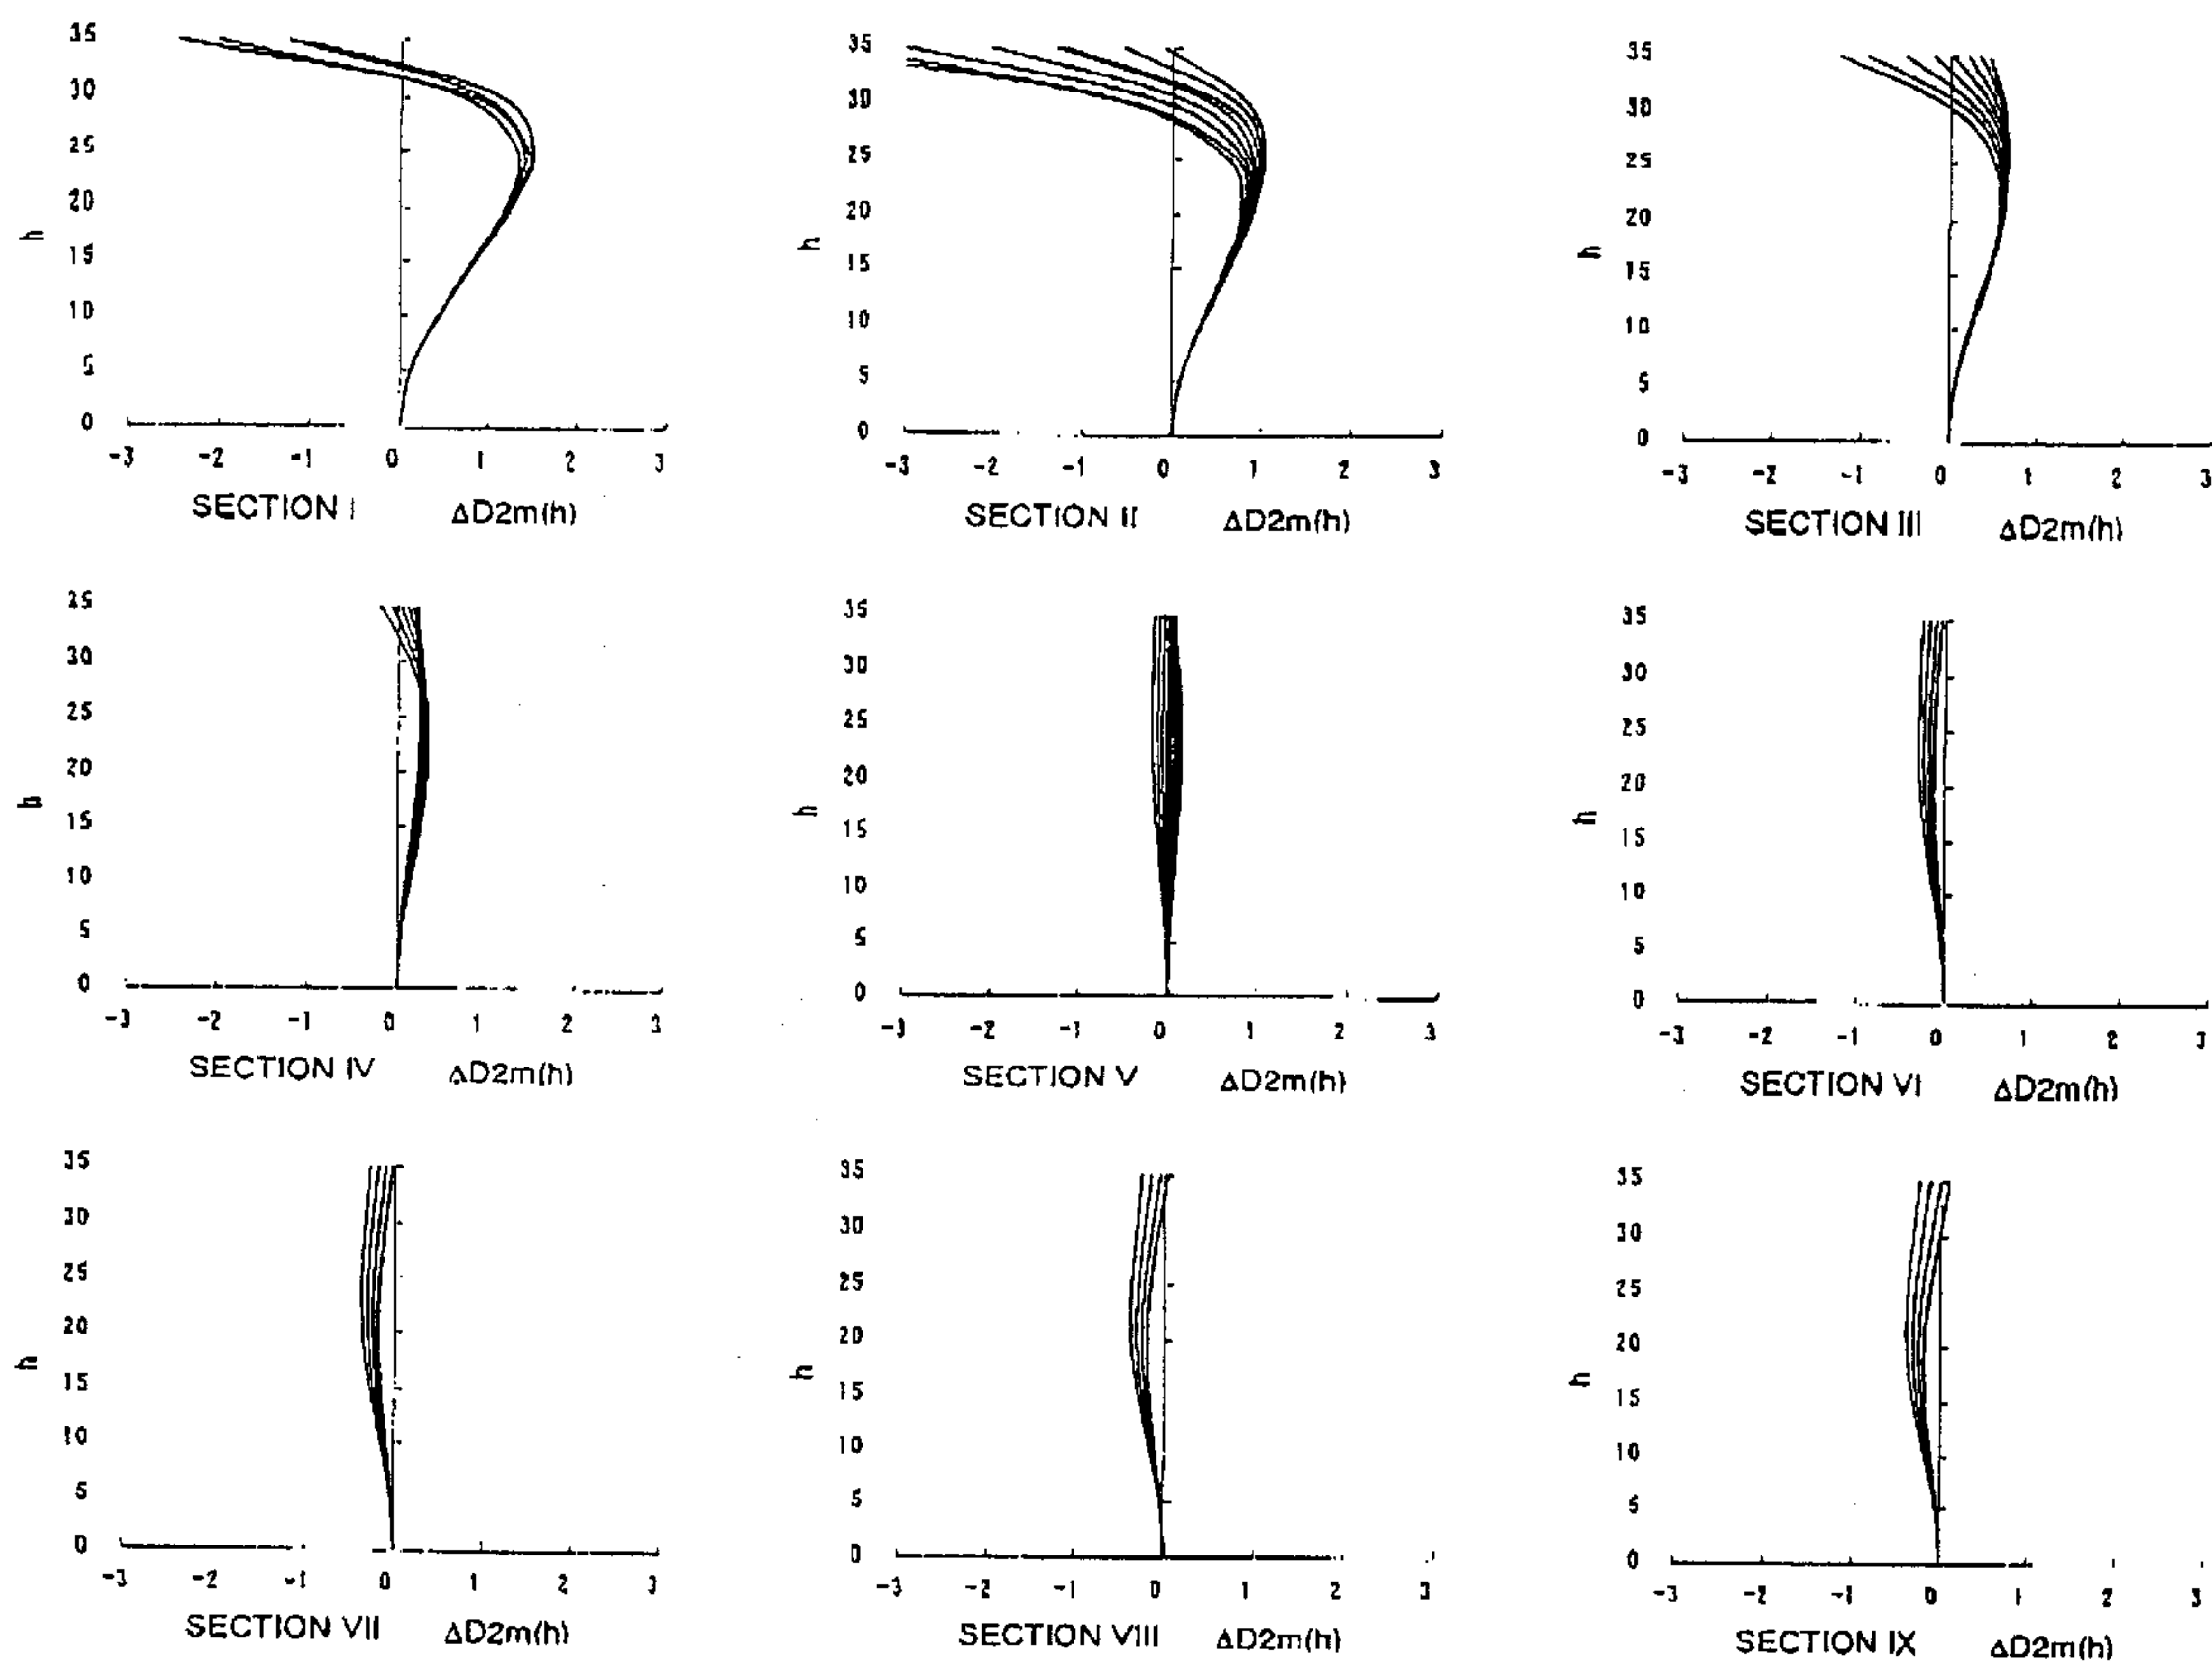 35
30
25
20
15
10
5
0
h
-3 -2 -1 0 1 2 3
SECTION I ΔD2m(h)
35
30
25
20
15
10
5
0
h
-3 -2 -1 0 1 2 3
SECTION II ΔD2m(h)
35
30
25
20
15
10
5
0
h
-3 -2 -1 0 1 2 3
SECTION III ΔD2m(h)
35
30
25
20
15
10
5
0
h
-3 -2 -1 0 1 2 3
SECTION IV ΔD2m(h)
35
30
25
20
15
10
5
0
h
-3 -2 -1 0 1 2 3
SECTION V ΔD2m(h)
35
30
25
20
15
10
5
0
h
-3 -2 -1 0 1 2 3
SECTION VI ΔD2m(h)
35
30
25
20
15
10
5
0
h
-3 -2 -1 0 1 2 3
SECTION VII ΔD2m(h)
35
30
25
20
15
10
5
0
h
-3 -2 -1 0 1 2 3
SECTION VIII ΔD2m(h)
35
30
25
20
15
10
5
0
h
-3 -2 -1 0 1 2 3
SECTION IX ΔD2m(h)